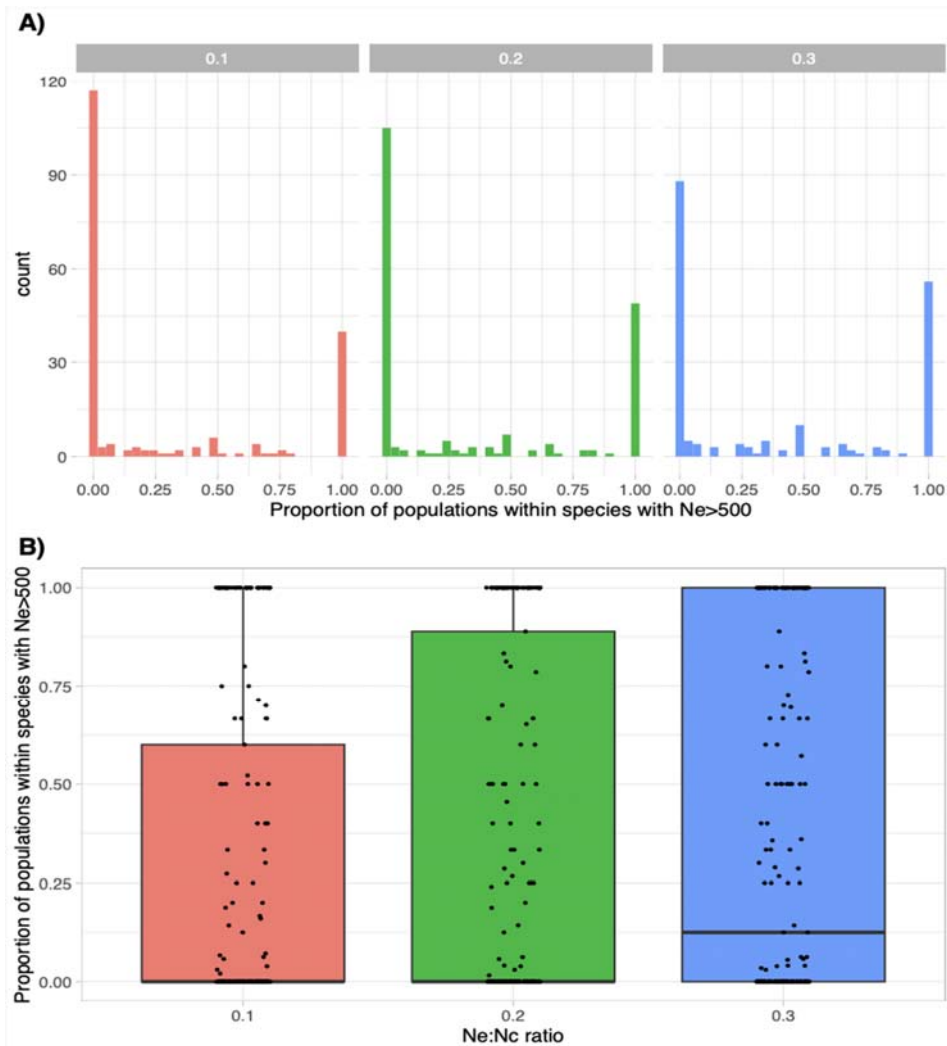 A)
0.1 0.2 0.3
120
90
60
30
0
count
0.00 0.25 0.50 0.75 1.00 0.00 0.25 0.50 0.75 1.00 0.00 0.25 0.50 0.75 1.00
Proportion of populations within species with Ne>500
B)
Proportion of populations within species with Ne>500
1.00
0.75
0.50
0.25
0.00
0.1 0.2 0.3
Ne:Nc ratio